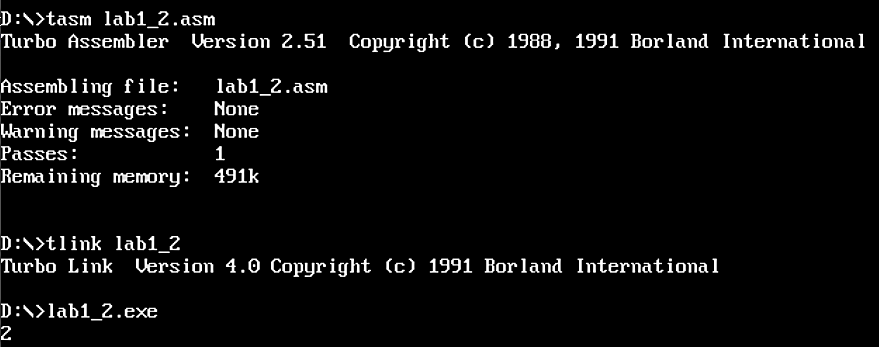 D:\>tasm lab1_2.asm
Turbo Assembler  Version 2.51  Copyright (c) 1988, 1991 Borland International
Assembling file:   lab1_2.asm
Error messages:    None
Warning messages:  None
Passes:            1
Remaining memory:  491k
D:\>tlink lab1_2
Turbo Link  Version 4.0 Copyright (c) 1991 Borland International
D:\>lab1_2.exe
2